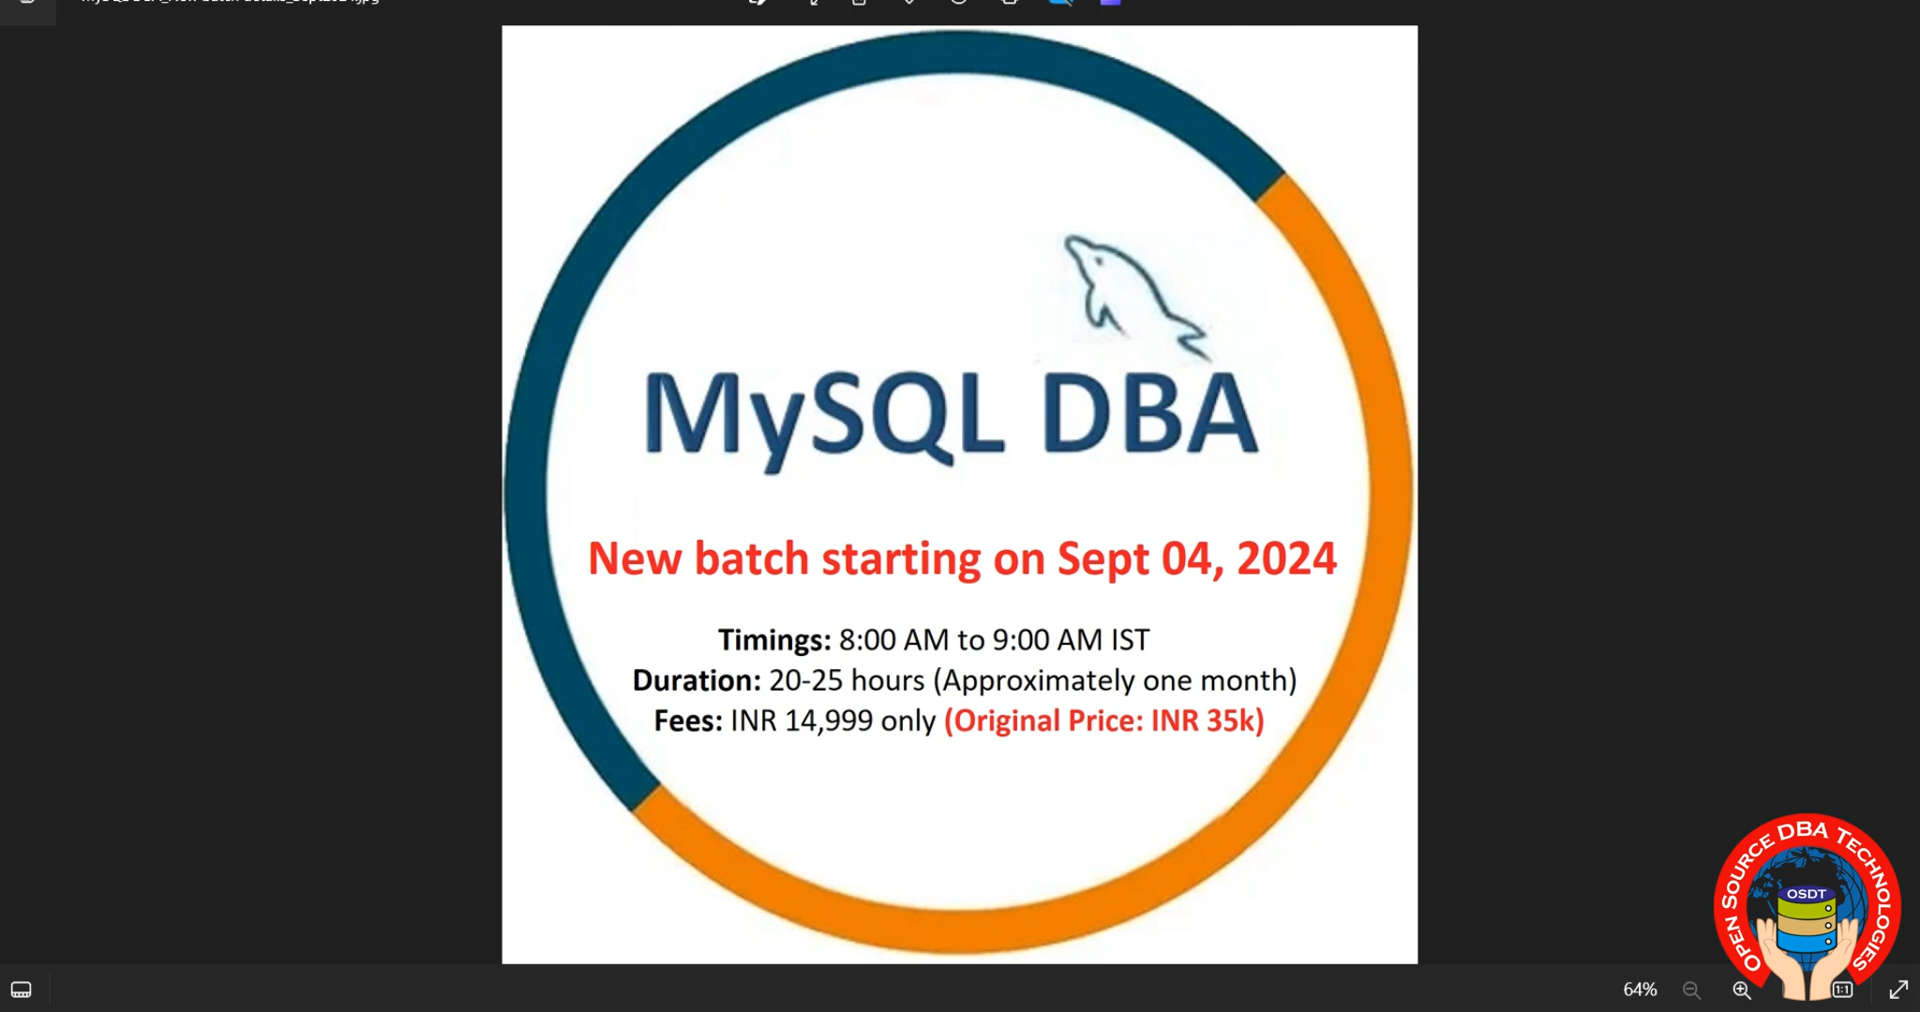 MySQL DBA
New batch starting on Sept 04, 2024
Timings: 8:00 AM to 9:00 AM IST
Duration: 20-25 hours (Approximately one month)
Fees: INR 14,999 only (Original Price: INR 35k)
OPEN SOURCE DBA TECHNOLOGIES
OSDT
64%
1:1